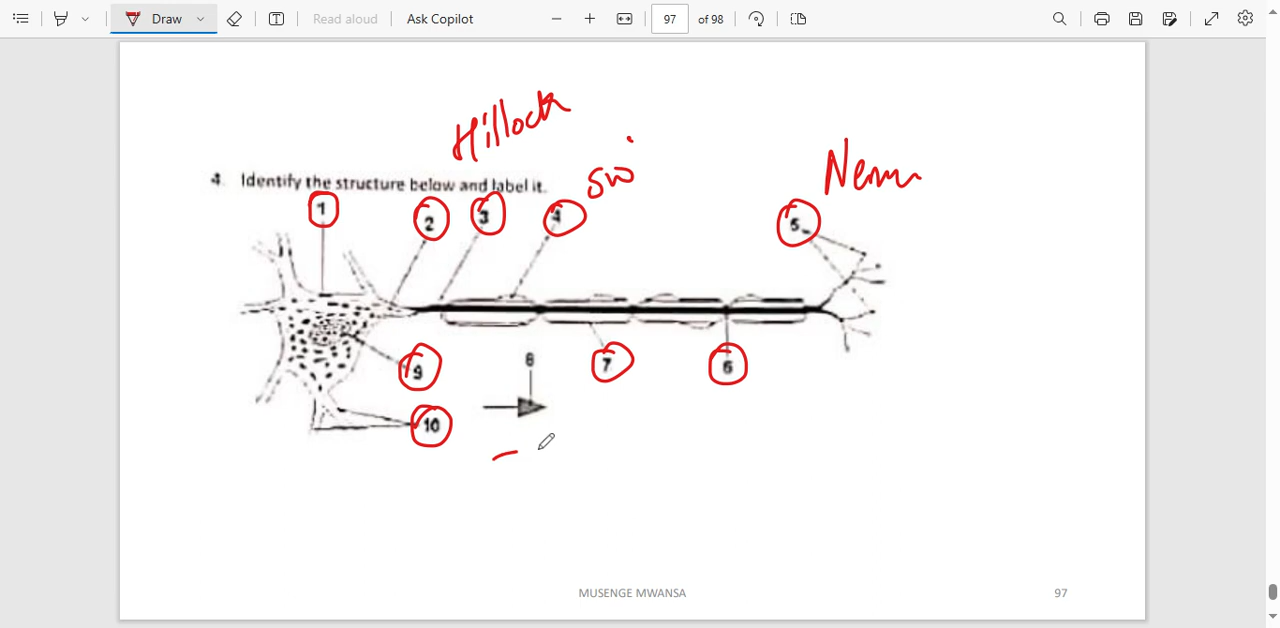 Draw
Read aloud
Ask Copilot
97 of 98
Hillock
4. Identify the structure below and label it.
Sw
1
2
3
4
5
9
8
7
6
10
MUSENGE MWANSA
97